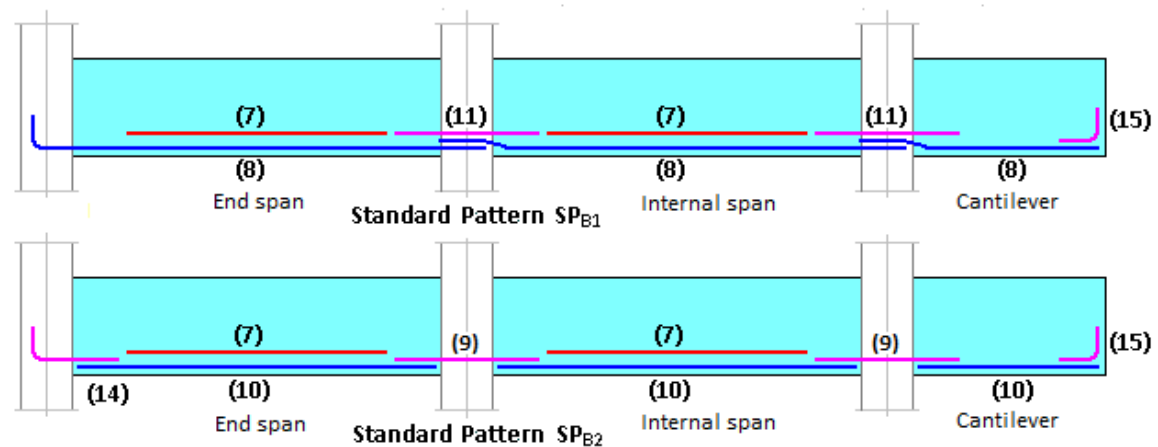 (7) (11) (7) (11) (15)
(8) (8) (8)
End span Internal span Cantilever
Standard Pattern SPB1
(7) (9) (7) (9) (15)
(14) (10) (10) (10)
End span Internal span Cantilever
Standard Pattern SPB2